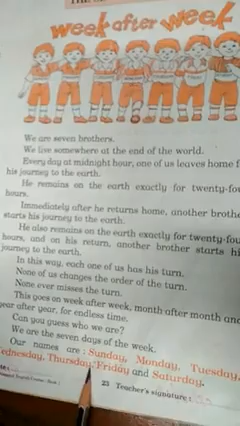 week after week
We are seven brothers.
We live somewhere at the end of the world.
Every day at midnight hour, one of us leaves home f
his journey to the earth.
He remains on the earth exactly for twenty-fou
hours.
Immediately after he returns home, another brothe
starts his journey to the earth.
He also remains on the earth exactly for twenty-fou
hours, and on his return, another brother starts hi
journey to the earth.
In this way, each one of us has his turn.
None of us changes the order of the turn.
None ever misses the turn.
This goes on week after week, month after month and
year after year, for endless time.
Can you guess who we are?
We are the seven days of the week.
Our names are : Sunday, Monday, Tuesday,
ednesday, Thursday, Friday and Saturday.
23 Teacher's signature :